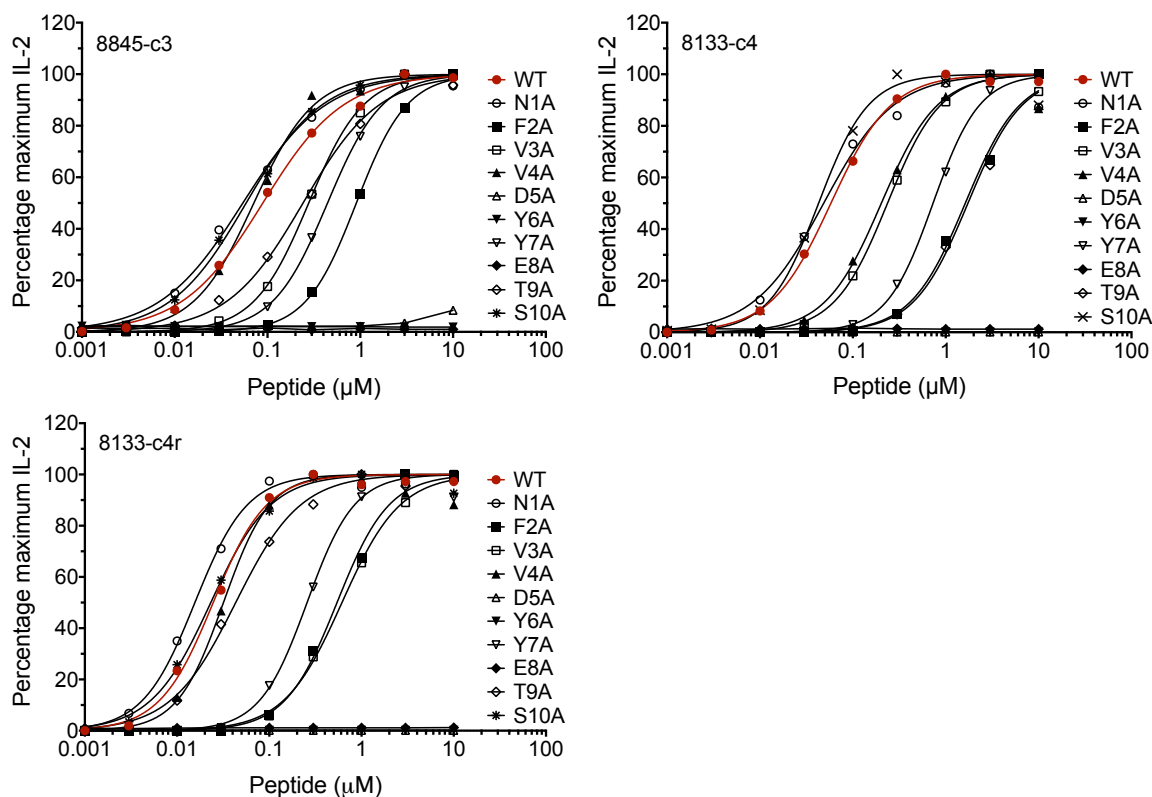 120
100
80
60
40
20
0
Percentage maximum IL-2
8845-c3
0.001 0.01 0.1 1 10 100
Peptide (µM)
WT
N1A
F2A
V3A
V4A
D5A
Y6A
Y7A
E8A
T9A
S10A
120
100
80
60
40
20
0
Percentage maximum IL-2
8133-c4
0.001 0.01 0.1 1 10 100
Peptide (µM)
WT
N1A
F2A
V3A
V4A
D5A
Y6A
Y7A
E8A
T9A
S10A
120
100
80
60
40
20
0
Percentage maximum IL-2
8133-c4r
0.001 0.01 0.1 1 10 100
Peptide (µM)
WT
N1A
F2A
V3A
V4A
D5A
Y6A
Y7A
E8A
T9A
S10A